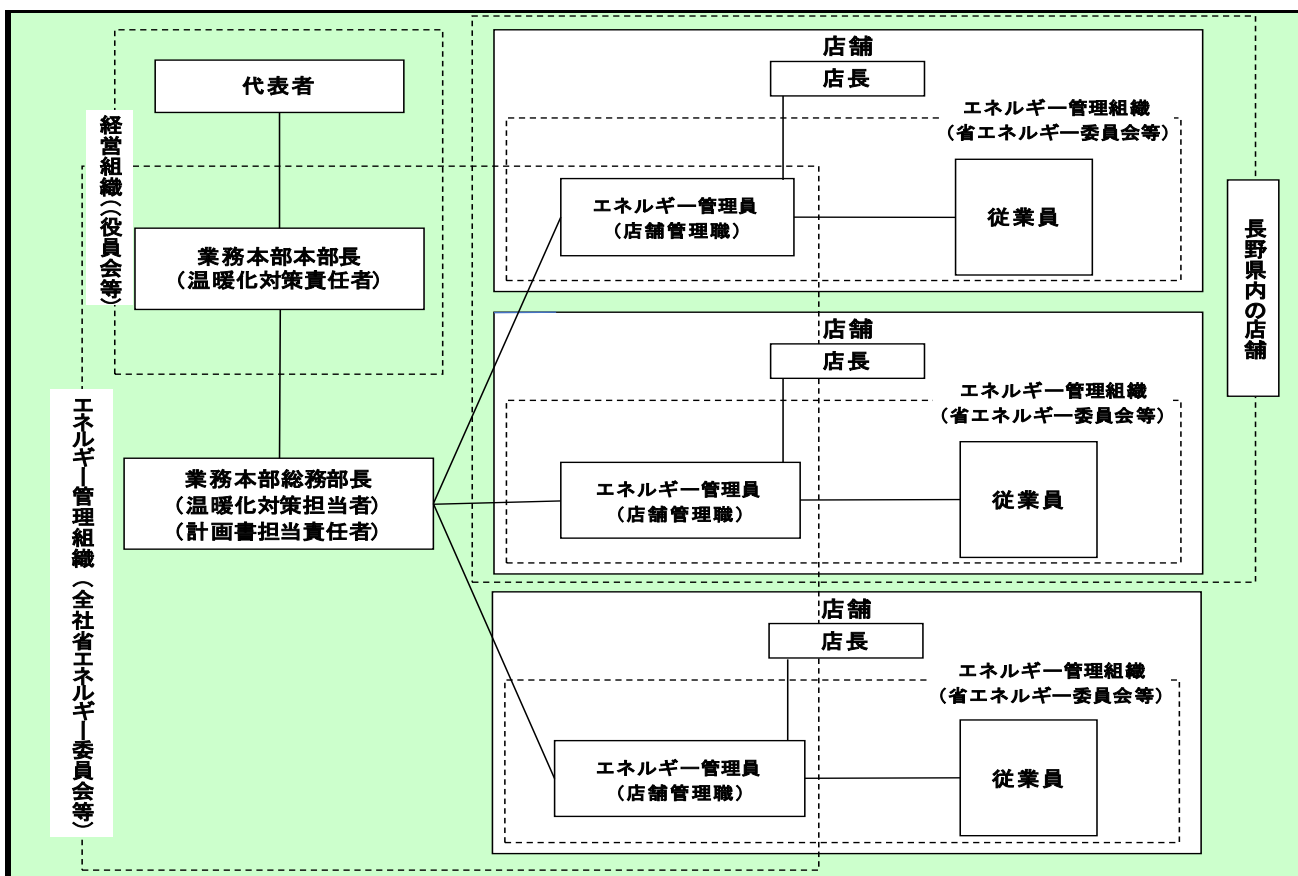 代表者
経営組織(（役員会等）
業務本部本部長
（温暖化対策責任者）
業務本部総務部長
（温暖化対策担当者）
（計画書担当責任者）
エネルギー管理組織（全社省エネルギー委員会等）
店舗
店長
エネルギー管理組織
（省エネルギー委員会等）
エネルギー管理員
（店舗管理職）
従業員
店舗
店長
エネルギー管理組織
（省エネルギー委員会等）
エネルギー管理員
（店舗管理職）
従業員
長野県内の店舗
店舗
店長
エネルギー管理組織
（省エネルギー委員会等）
エネルギー管理員
（店舗管理職）
従業員